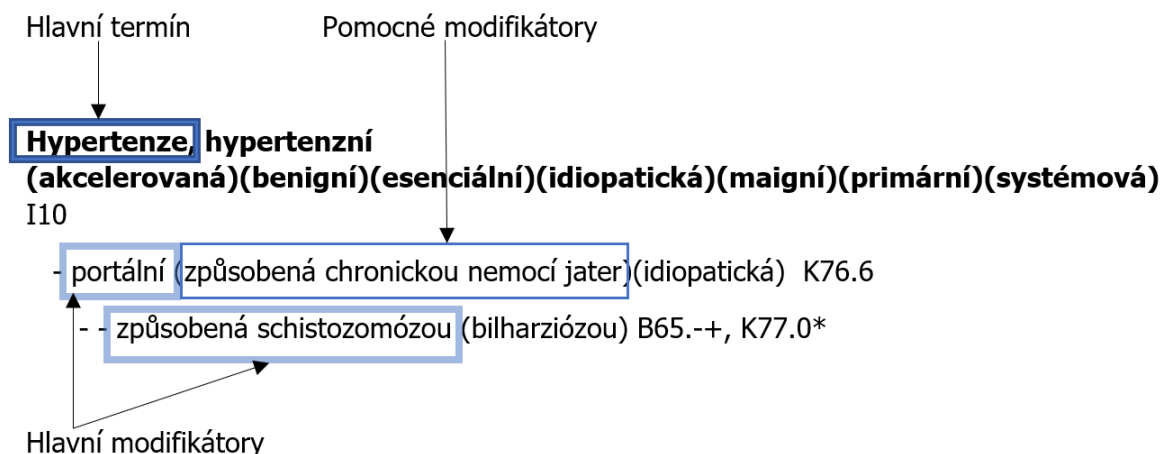 Hlavní termín Pomocné modifikátory
Hypertenze, hypertenzní
(akcelerovaná)(benigní)(esenciální)(idiopatická)(maigní)(primární)(systémová)
I10
- portální (způsobená chronickou nemocí jater)(idiopatická) K76.6
- - způsobená schistozomózou (bilharziózou) B65.-+, K77.0*
Hlavní modifikátory